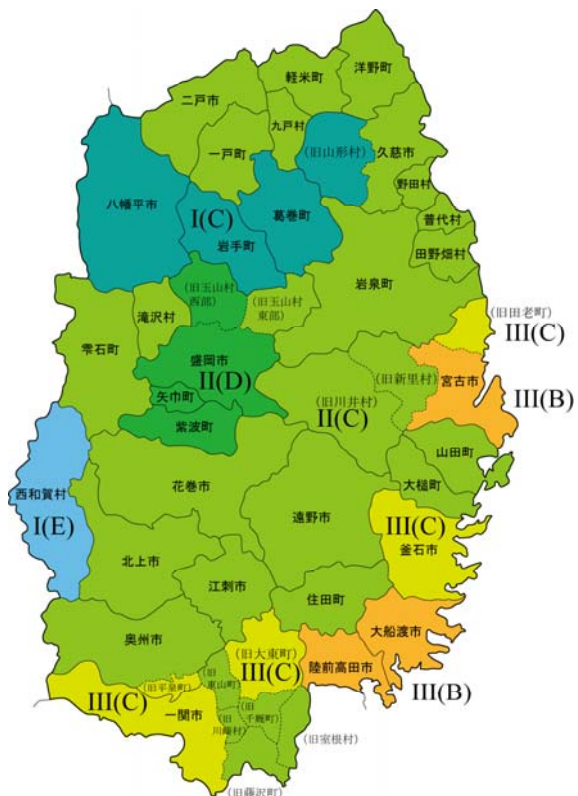 洋野町
軽米町
二戸市
九戸村
一戸町
(旧山形村)
久慈市
野田村
八幡平市
I(C)
葛巻町
普代村
岩手町
田野畑村
岩泉町
(旧玉山村
西部)
(旧玉山村
東部)
滝沢村
(旧田老町)
III(C)
雫石町
盛岡市
II(D)
(旧新里村)
宮古市
矢巾町
(旧川井村)
II(C)
III(B)
紫波町
山田町
西和賀村
I(E)
花巻市
大槌町
遠野市
III(C)
釜石市
北上市
江刺市
住田町
大船渡市
奥州市
(旧大東町)
III(C)
陸前高田市
III(B)
III(C)
(旧平泉町)
(旧
東山町)
一関市
(旧
千厩町)
(旧
川崎村)
(旧室根村)
(旧藤沢町)